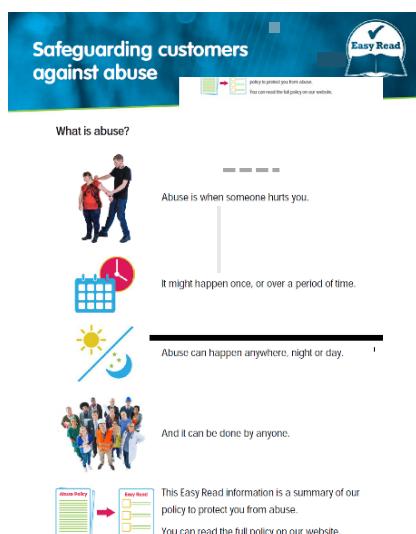 Safeguarding customers
against abuse
Easy Read
policy to protect you from abuse.
You can read the full policy on our website.
What is abuse?
Abuse is when someone hurts you.
It might happen once, or over a period of time.
Abuse can happen anywhere, night or day.
And it can be done by anyone.
Abuse Policy
Easy Read
This Easy Read information is a summary of our
policy to protect you from abuse.
You can read the full policy on our website.